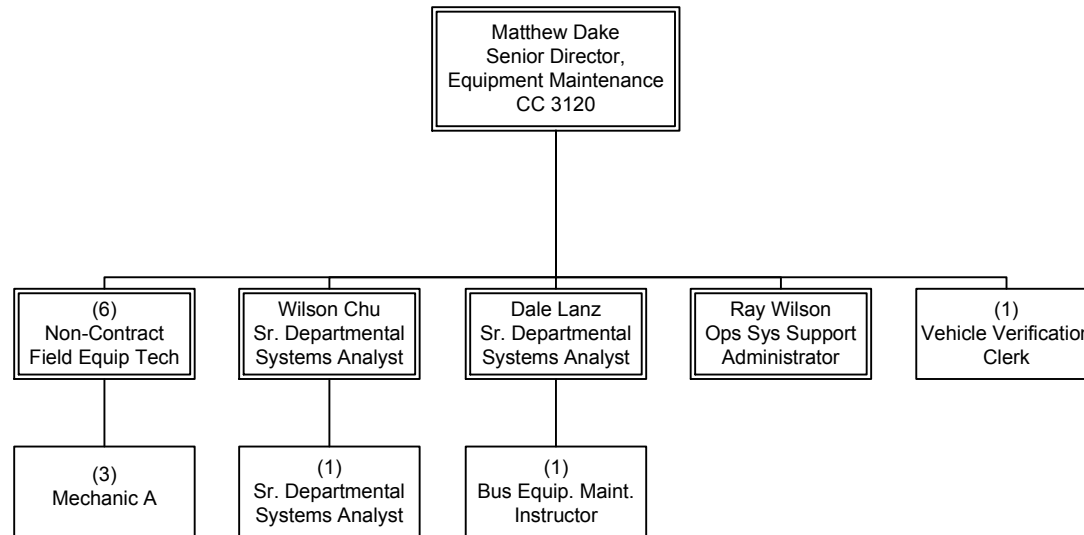 Matthew Dake
Senior Director,
Equipment Maintenance
CC 3120
(6)
Non-Contract
Field Equip Tech
Wilson Chu
Sr. Departmental
Systems Analyst
Dale Lanz
Sr. Departmental
Systems Analyst
Ray Wilson
Ops Sys Support
Administrator
(1)
Vehicle Verification
Clerk
(3)
Mechanic A
(1)
Sr. Departmental
Systems Analyst
(1)
Bus Equip. Maint.
Instructor